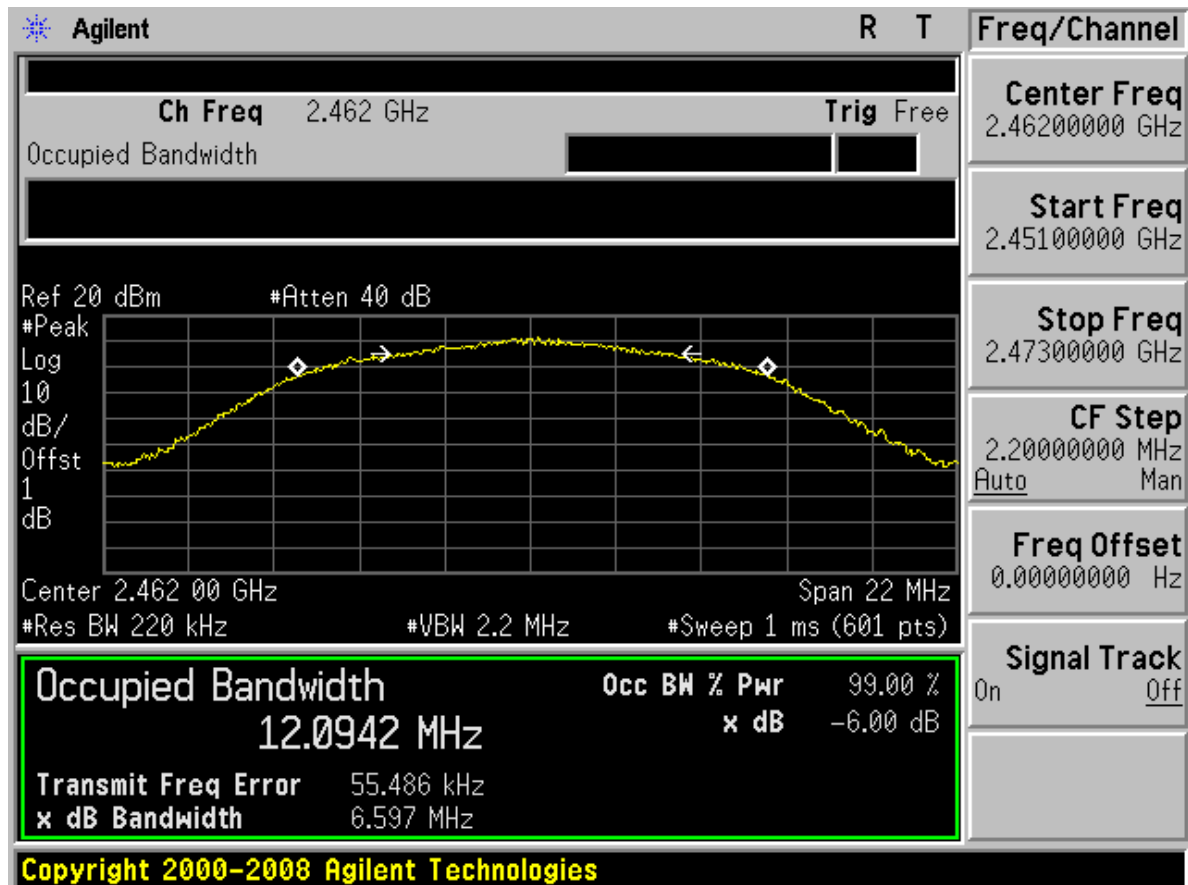 Agilent R T
Ch Freq 2.462 GHz Trig Free
Occupied Bandwidth
Ref 20 dBm #Atten 40 dB
#Peak
Log
10
dB/
Offst
1
dB
Center 2.462 00 GHz Span 22 MHz
#Res BW 220 kHz #VBW 2.2 MHz #Sweep 1 ms (601 pts)
Occupied Bandwidth Occ BW % Pwr 99.00 %
12.0942 MHz x dB -6.00 dB
Transmit Freq Error 55.486 kHz
x dB Bandwidth 6.597 MHz
Copyright 2000-2008 Agilent Technologies
Freq/Channel
Center Freq
2.46200000 GHz
Start Freq
2.45100000 GHz
Stop Freq
2.47300000 GHz
CF Step
2.20000000 MHz
Auto Man
Freq Offset
0.00000000 Hz
Signal Track
On Off